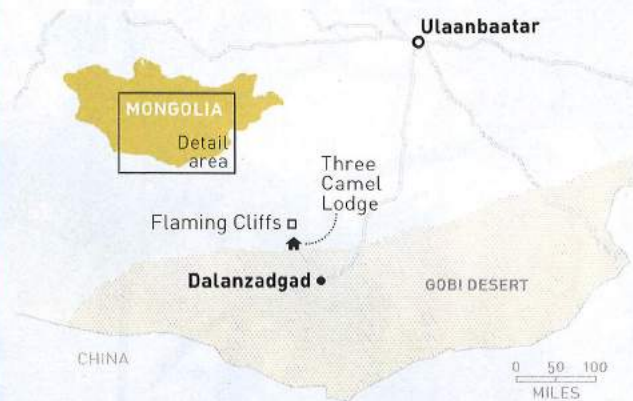 Ulaanbaatar
MONGOLIA
Detail
area
Three
Camel
Lodge
Flaming Cliffs
Dalanzadgad
GOBI DESERT
CHINA
0 50 100
MILES